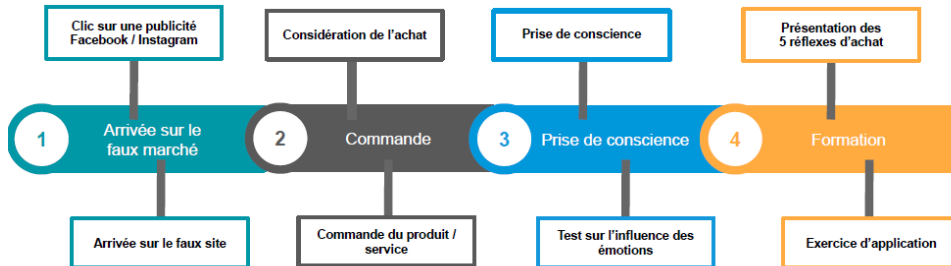 Clic sur une publicité
Facebook / Instagram
Considération de l'achat
Prise de conscience
Présentation des
5 réflexes d'achat
1
Arrivée sur le
faux marché
2
Commande
3
Prise de conscience
4
Formation
Arrivée sur le faux site
Commande du produit /
service
Test sur l'influence des
émotions
Exercice d'application